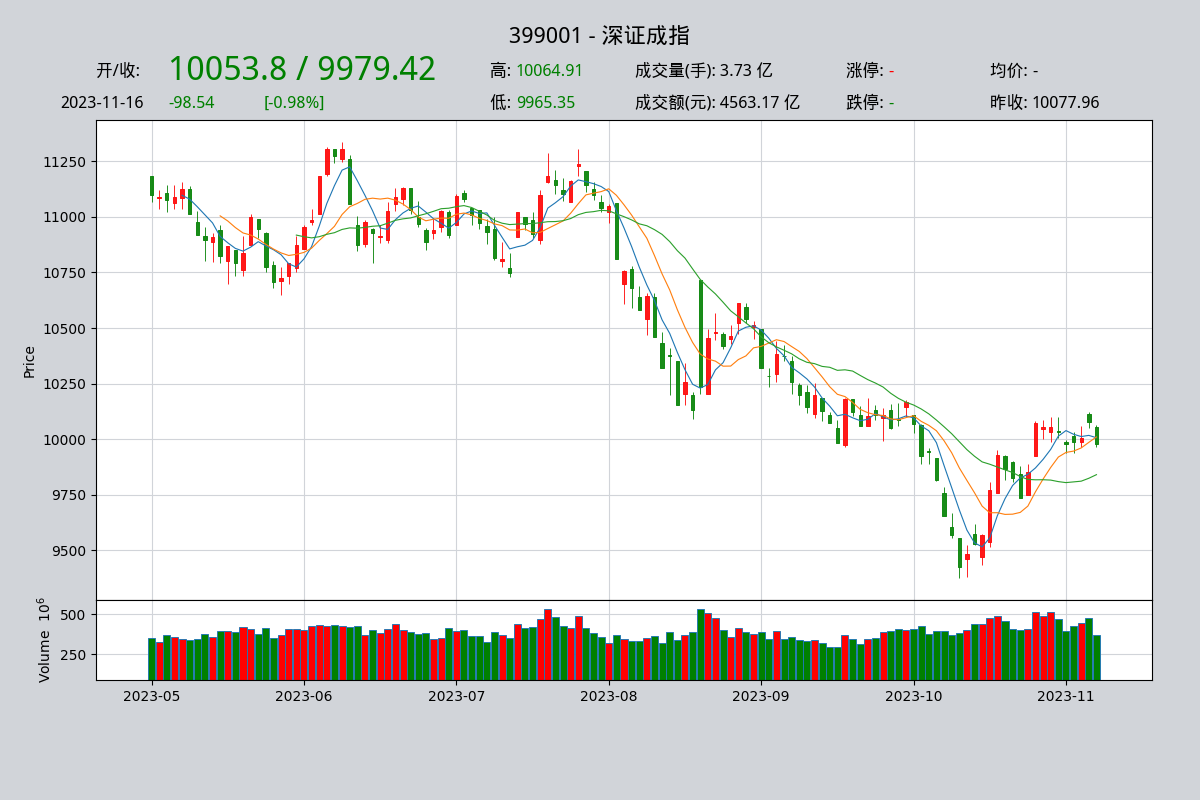 399001 - 深证成指
开/收: 10053.8 / 9979.42 高: 10064.91 成交量(手): 3.73 亿 涨停: - 均价: -
2023-11-16 -98.54 [-0.98%] 低: 9965.35 成交额(元): 4563.17 亿 跌停: - 昨收: 10077.96
Price
11250
11000
10750
10500
10250
10000
9750
9500
Volume 10^6
500
250
2023-05 2023-06 2023-07 2023-08 2023-09 2023-10 2023-11